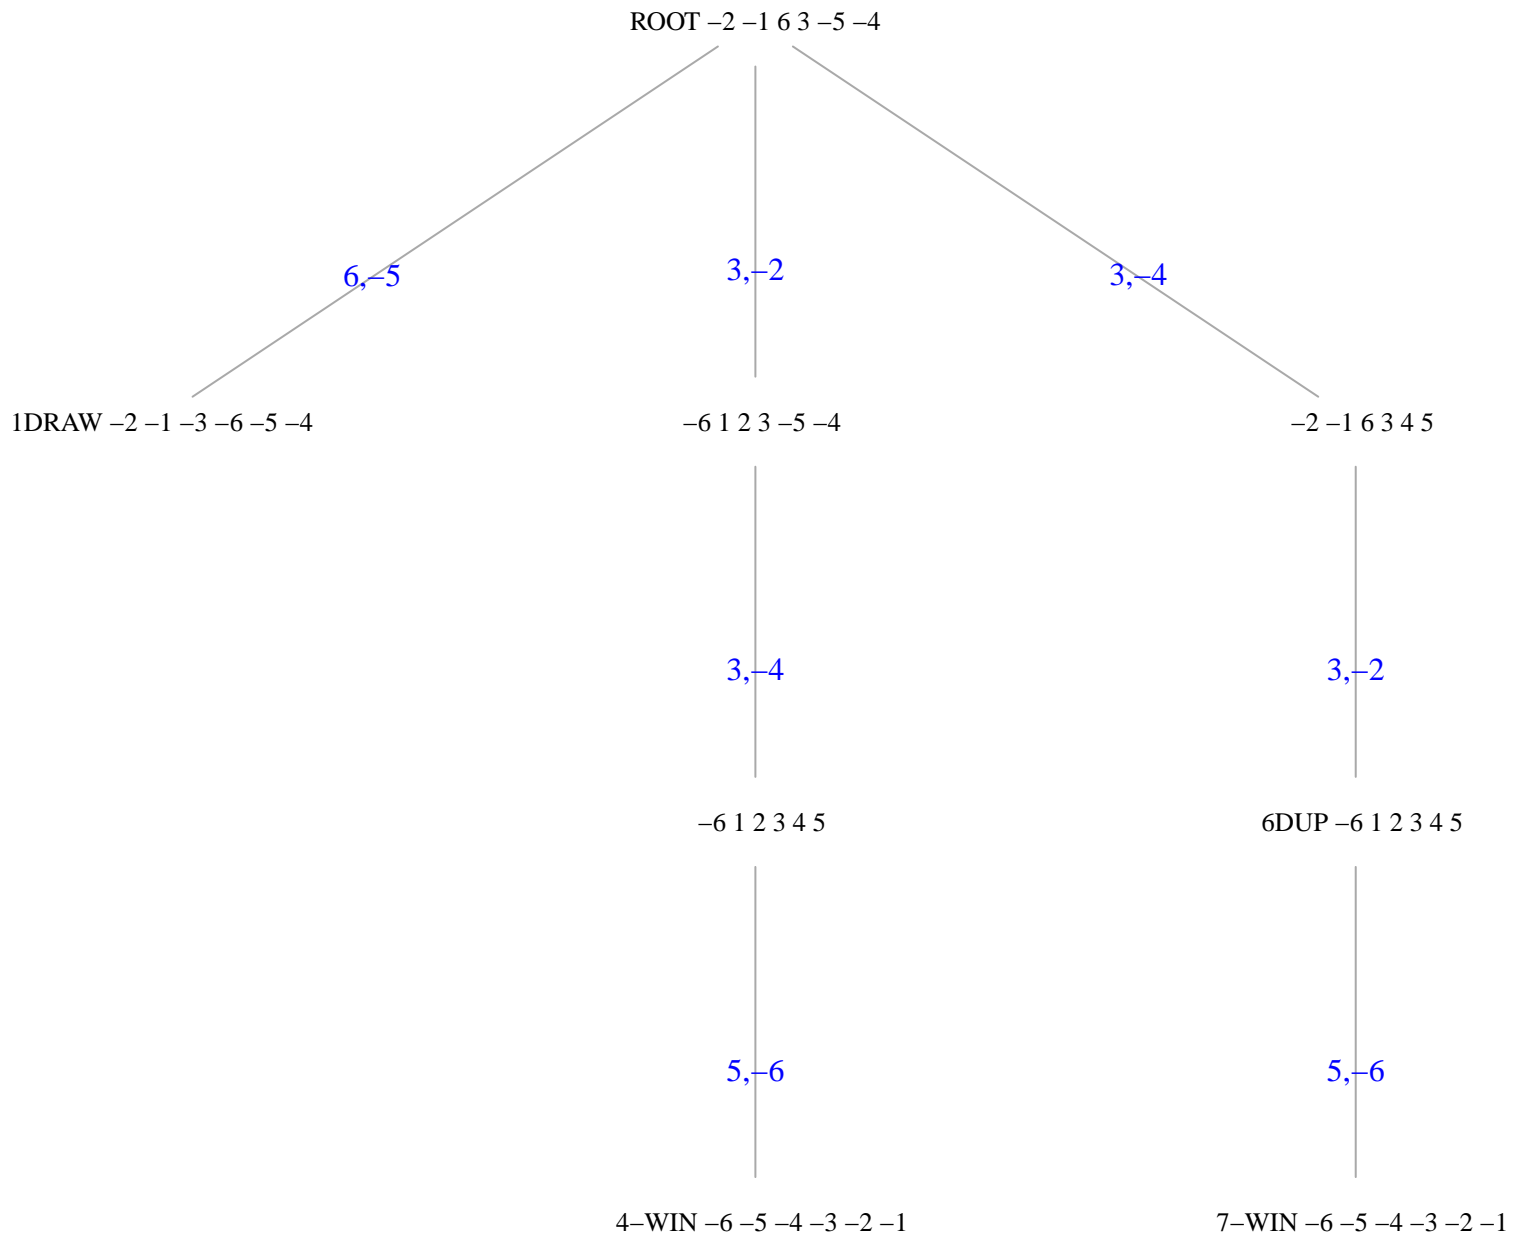 ROOT –2 –1 6 3 –5 –4
6,–5
3,–2
3,–4
1DRAW –2 –1 –3 –6 –5 –4
–6 1 2 3 –5 –4
–2 –1 6 3 4 5
3,–4
3,–2
–6 1 2 3 4 5
6DUP –6 1 2 3 4 5
5,–6
5,–6
4–WIN –6 –5 –4 –3 –2 –1
7–WIN –6 –5 –4 –3 –2 –1